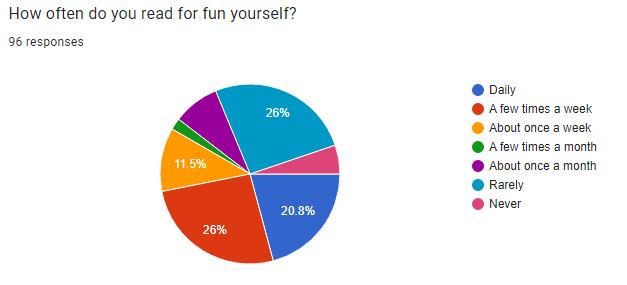 How often do you read for fun yourself?
96 responses
26%
11.5%
20.8%
26%
Daily
A few times a week
About once a week
A few times a month
About once a month
Rarely
Never